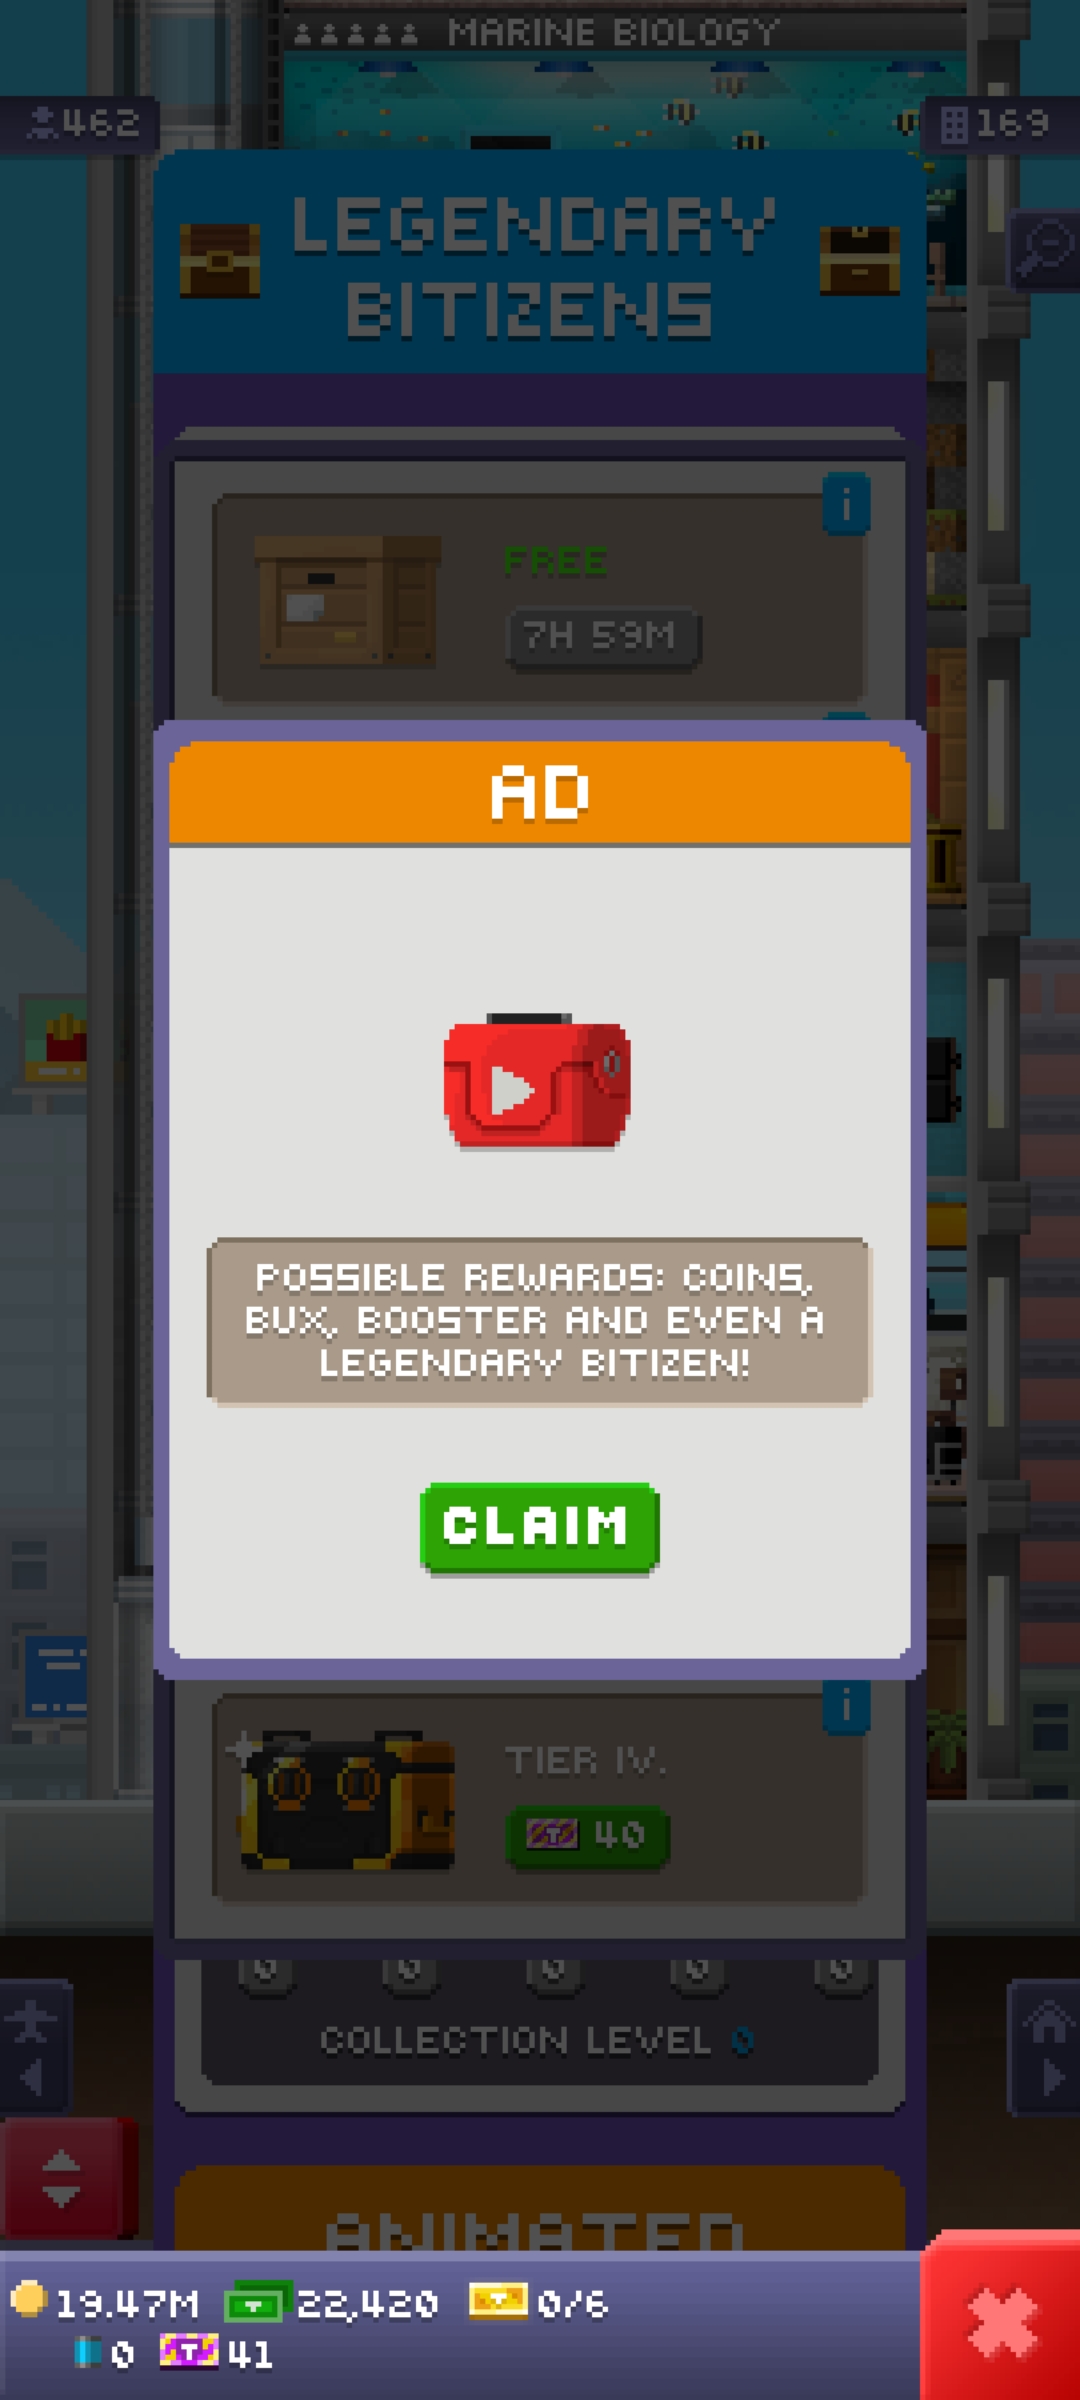 MARINE BIOLOGY
462
169
LEGENDARY
BITIZENS
i
FREE
7H 59M
AD
POSSIBLE REWARDS: COINS,
BUX, BOOSTER AND EVEN A
LEGENDARY BITIZEN!
CLAIM
i
TIER IV.
T 40
0 0 0 0 0
COLLECTION LEVEL 0
ANIMATED
19.47M T 22,420 T 0/6
0 T 41